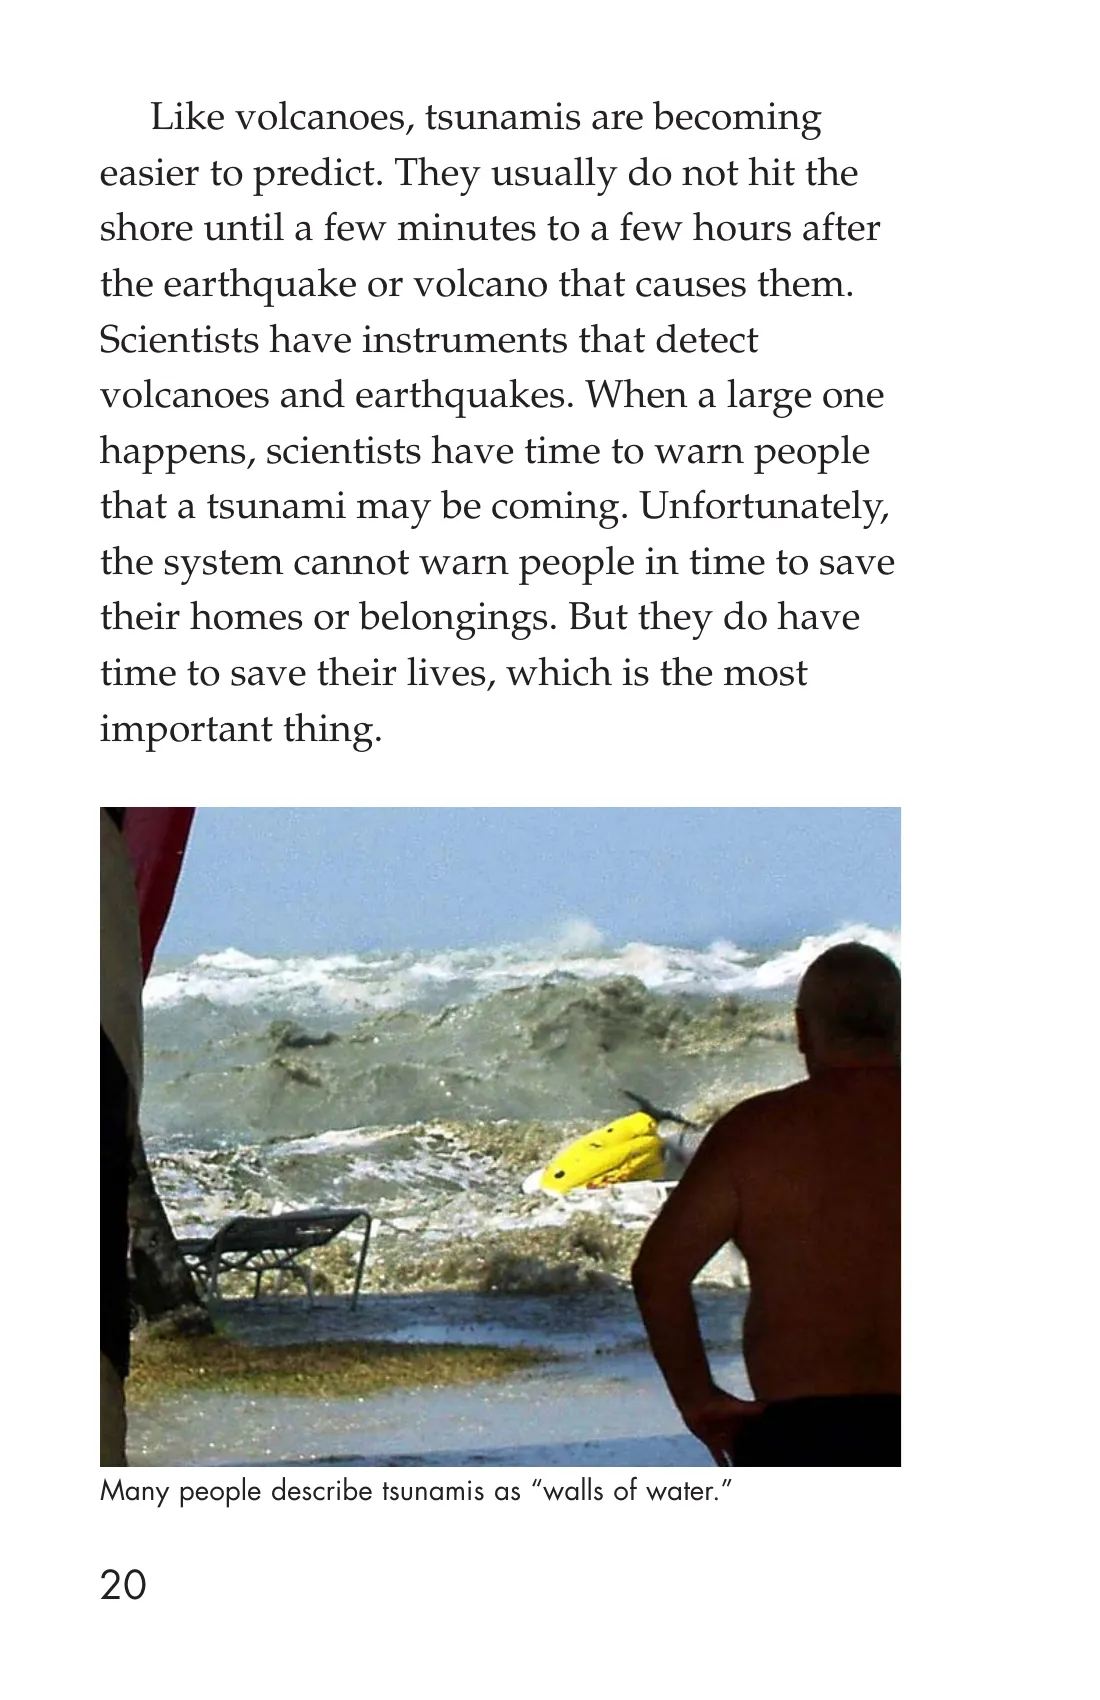 Like volcanoes, tsunamis are becoming
easier to predict. They usually do not hit the
shore until a few minutes to a few hours after
the earthquake or volcano that causes them.
Scientists have instruments that detect
volcanoes and earthquakes. When a large one
happens, scientists have time to warn people
that a tsunami may be coming. Unfortunately,
the system cannot warn people in time to save
their homes or belongings. But they do have
time to save their lives, which is the most
important thing.
Many people describe tsunamis as “walls of water.”
20